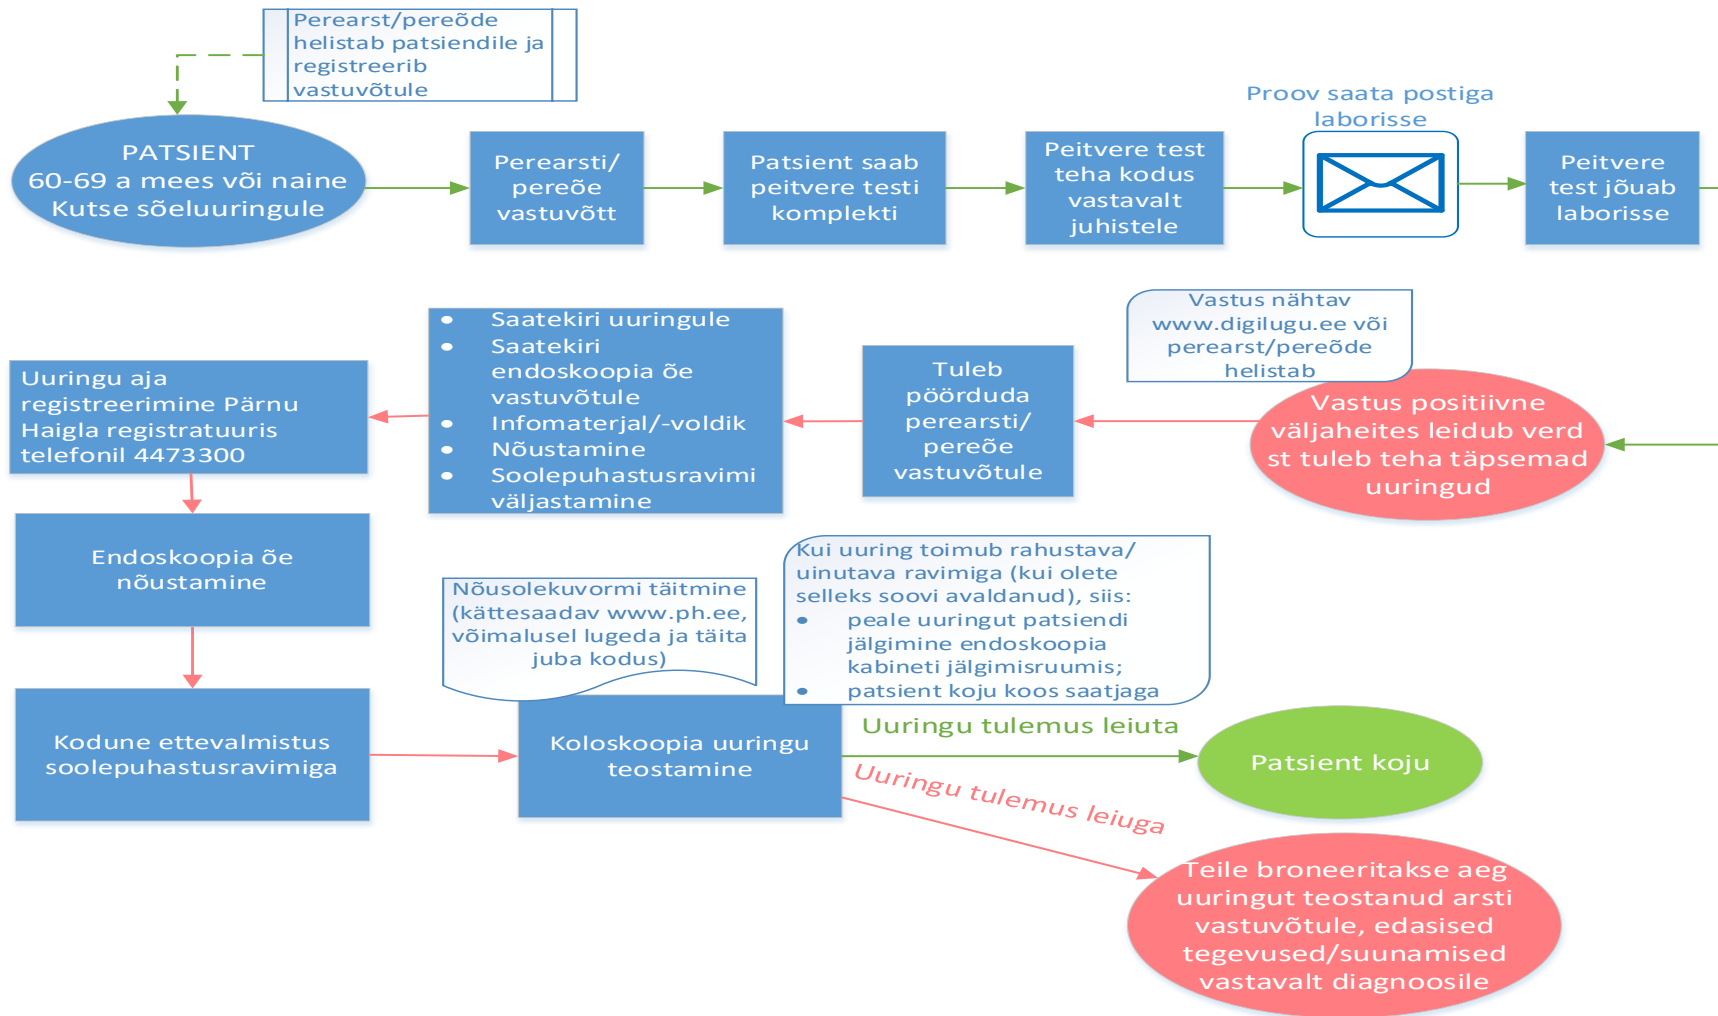 Perearst/pereõde
helistab patsiendile ja
registreerib
vastuvõtule
PATSIENT
60-69 a mees või naine
Kutse sõeluuringule
Perearsti/
pereõe
vastuvõtt
Patsient saab
peitvere testi
komplekti
Peitvere test
teha kodus
vastavalt
juhistele
Proov saata postiga
laborisse
Peitvere
test jõuab
laborisse
Vastus nähtav
www.digilugu.ee või
perearst/pereõde
helistab
Vastus positiivne
väljaheites leidub verd
st tuleb teha täpsemad
uuringud
Tuleb
pöörduda
perearsti/
pereõe
vastuvõtule
• Saatekiri uuringule
• Saatekiri
endoskoopia õe
vastuvõtule
• Infomaterjal/-voldik
• Nõustamine
• Soolepuhastusravimi
väljastamine
Uuringu aja
registreerimine Pärnu
Haigla registratuuris
telefonil 4473300
Endoskoopia õe
nõustamine
Kodune ettevalmistus
soolepuhastusravimiga
Nõusolekuvormi täitmine
(kättesaadav www.ph.ee,
võimalusel lugeda ja täita
juba kodus)
Kui uuring toimub rahustava/
uinutava ravimiga (kui olete
selleks soovi avaldanud), siis:
• peale uuringut patsiendi
jälgimine endoskoopia
kabineti jälgimisruumis;
• patsient koju koos saatjaga
Koloskoopia uuringu
teostamine
Uuringu tulemus leiuta
Patsient koju
Uuringu tulemus leiuga
Teile broneeritakse aeg
uuringut teostanud arsti
vastuvõtule, edasised
tegevused/suunamised
vastavalt diagnoosile